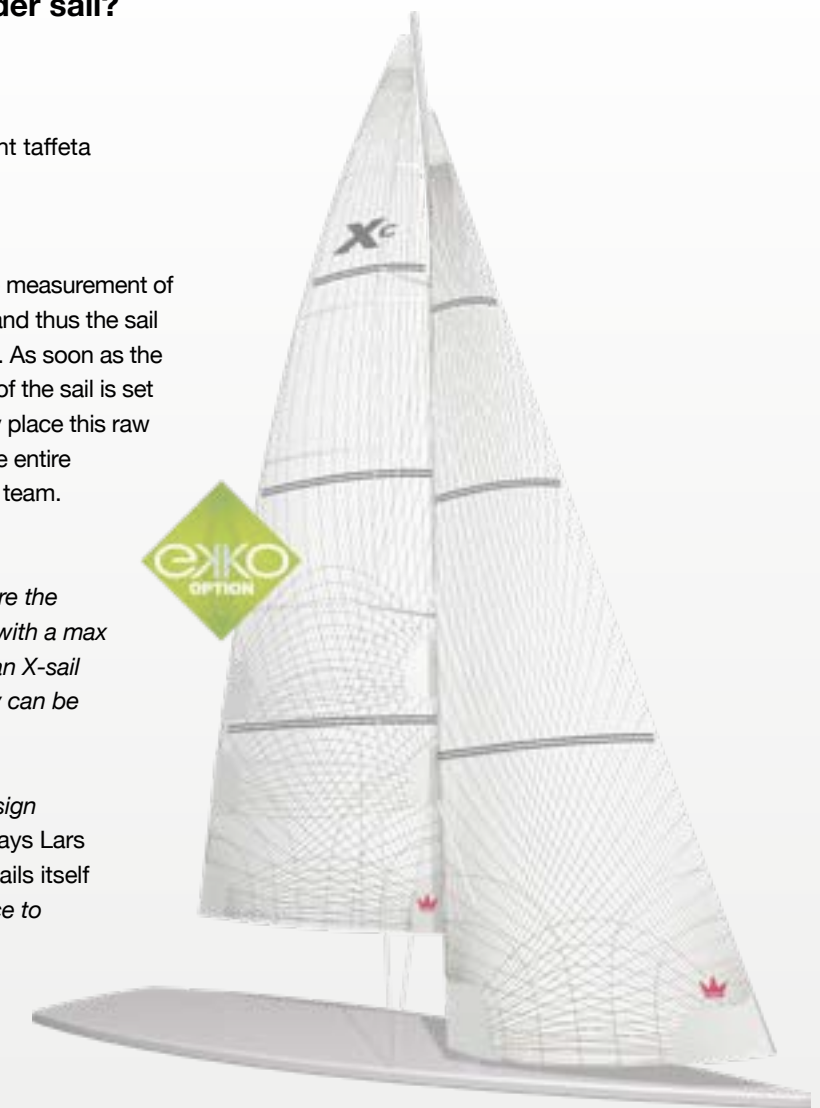 der sail?
nt taffeta
measurement of
and thus the sail
. As soon as the
of the sail is set
place this raw
e entire
team.
re the
with a max
an X-sail
can be
sign
ays Lars
ails itself
ce to
Xc
ekko
OPTION